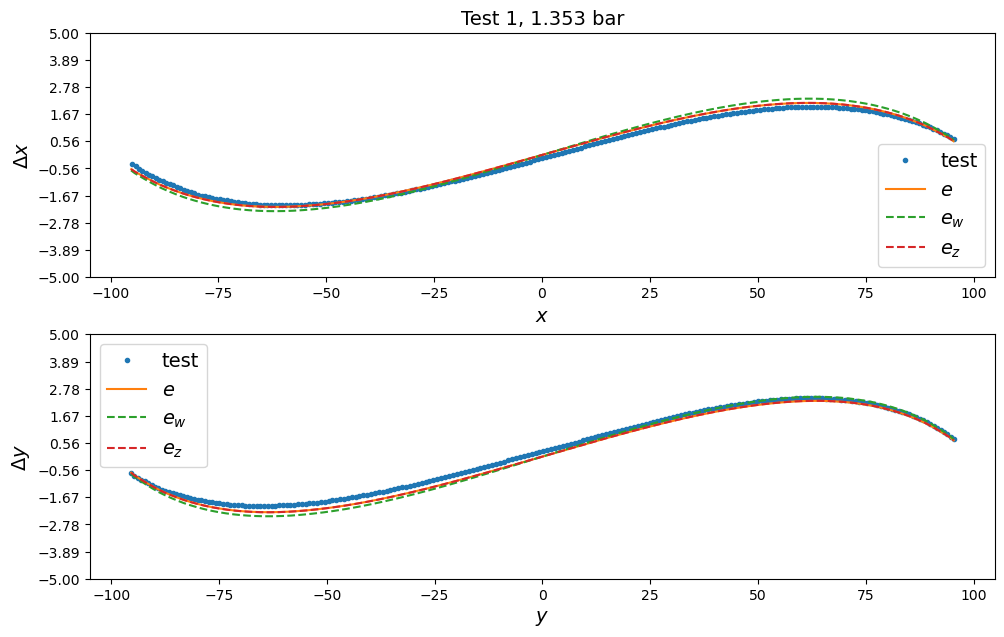 Test 1, 1.353 bar
5.00
3.89
2.78
1.67
0.56
−0.56
−1.67
−2.78
−3.89
−5.00
Δx
test
e
e_w
e_z
−100 −75 −50 −25 0 25 50 75 100
x
5.00
3.89
2.78
1.67
0.56
−0.56
−1.67
−2.78
−3.89
−5.00
Δy
test
e
e_w
e_z
−100 −75 −50 −25 0 25 50 75 100
y